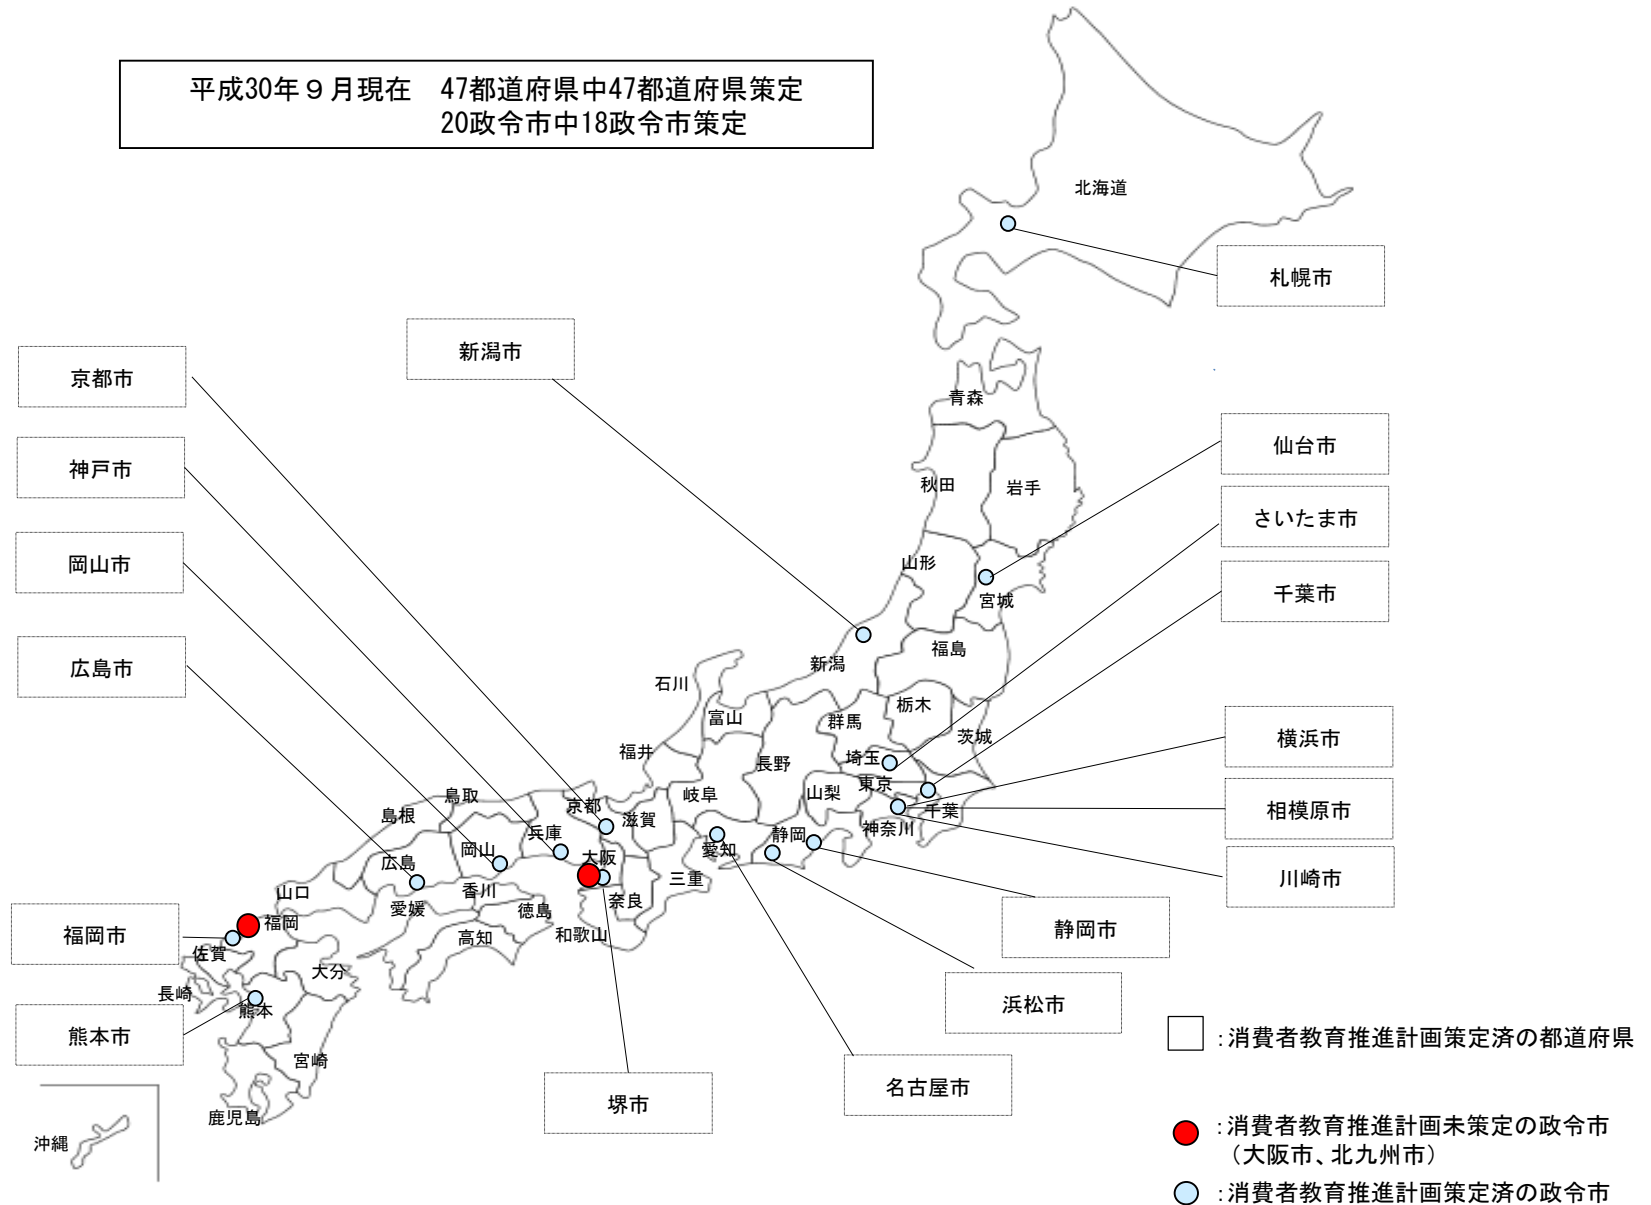 平成30年９月現在　47都道府県中47都道府県策定
20政令市中18政令市策定
北海道
札幌市
新潟市
京都市
青森
仙台市
神戸市
秋田
岩手
さいたま市
岡山市
山形
千葉市
宮城
広島市
福島
新潟
石川
栃木
富山
群馬
茨城
横浜市
福井
長野
埼玉
東京
岐阜
山梨
鳥取
京都
千葉
相模原市
島根
滋賀
神奈川
兵庫
静岡
岡山
愛知
大阪
広島
三重
川崎市
山口
香川
奈良
愛媛
徳島
福岡
福岡市
高知
和歌山
静岡市
佐賀
大分
長崎
浜松市
熊本
熊本市
：消費者教育推進計画策定済の都道府県
宮崎
名古屋市
堺市
鹿児島
：消費者教育推進計画未策定の政令市
（大阪市、北九州市）
沖縄
：消費者教育推進計画策定済の政令市